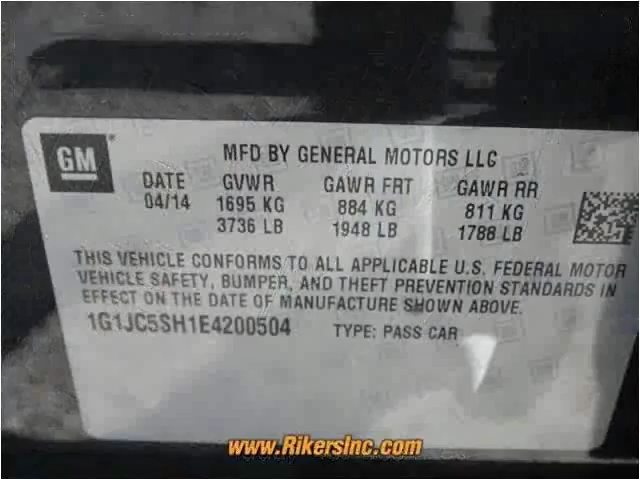 GM ®
MFD BY GENERAL MOTORS LLC
DATE GVWR GAWR FRT GAWR RR
04/14 1695 KG 884 KG 811 KG
3736 LB 1948 LB 1788 LB
THIS VEHICLE CONFORMS TO ALL APPLICABLE U.S. FEDERAL MOTOR
VEHICLE SAFETY, BUMPER, AND THEFT PREVENTION STANDARDS IN
EFFECT ON THE DATE OF MANUFACTURE SHOWN ABOVE.
1G1JC5SH1E4200504 TYPE: PASS CAR
www.RikersInc.com